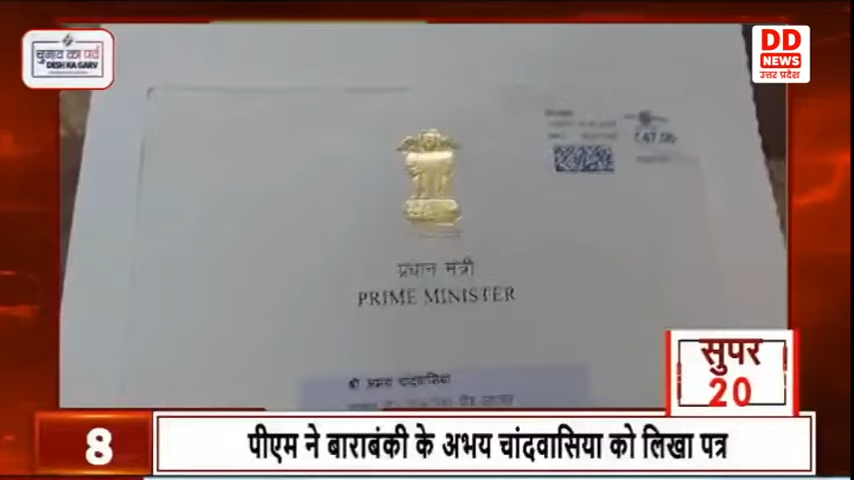 चुनाव का पर्व
DESH KA GARV
DD
NEWS
उत्तर प्रदेश
प्रधान मंत्री
PRIME MINISTER
श्री अभय चांदवासिया
सुपर
20
8
पीएम ने बाराबंकी के अभय चांदवासिया को लिखा पत्र